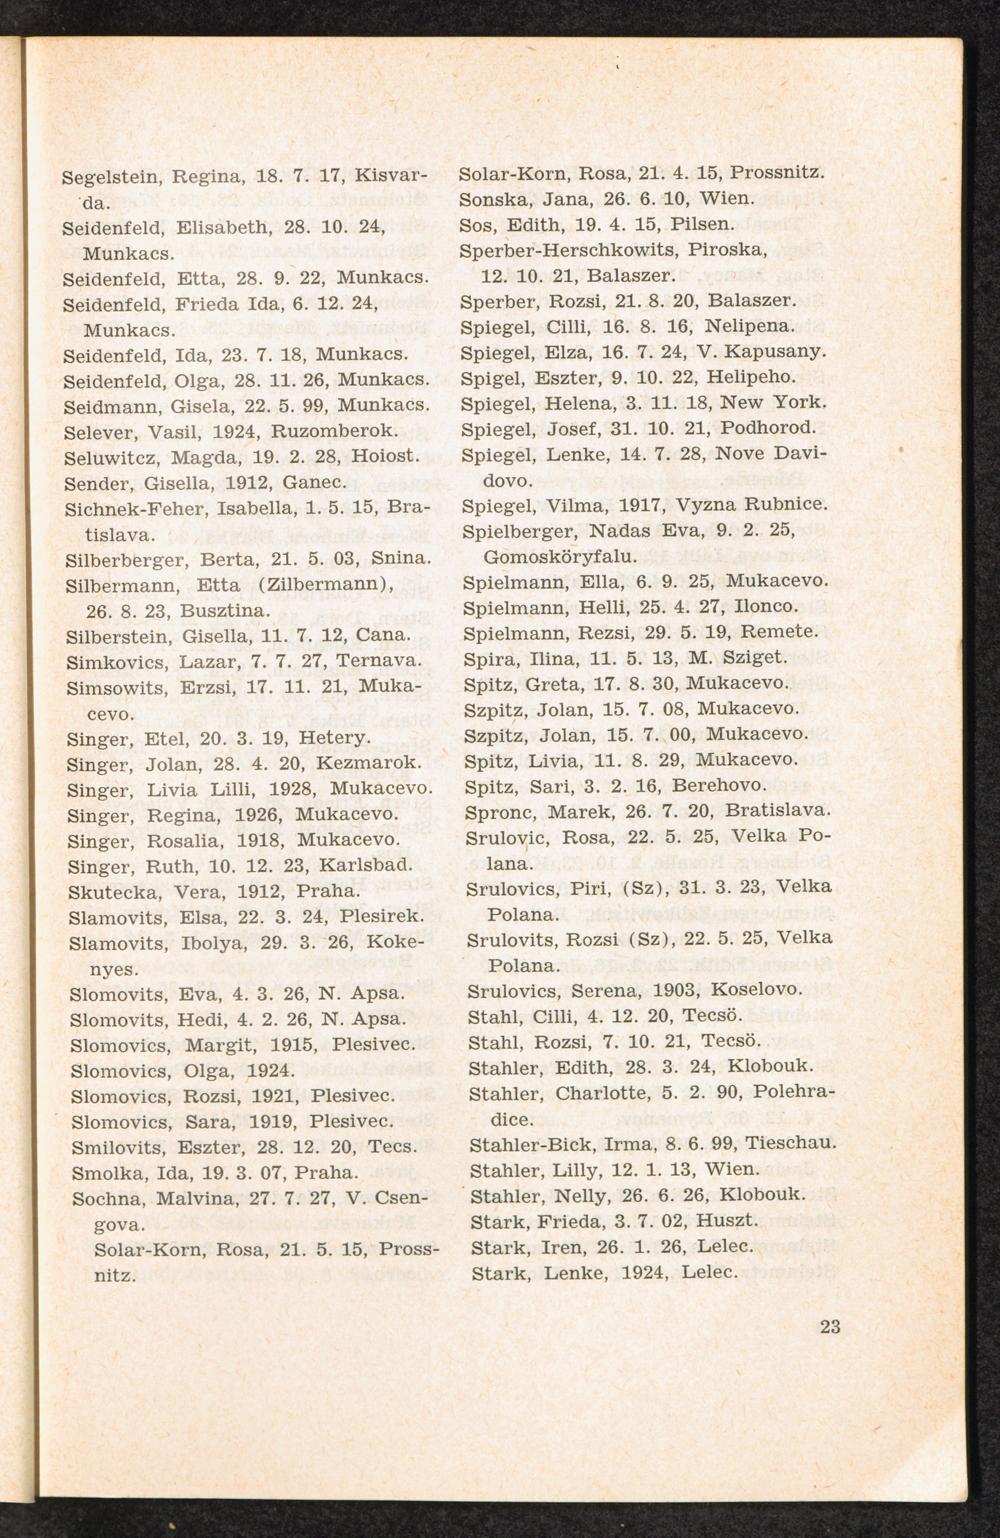 Segelstein, Regina, 18. 7. 17, Kisvar-
da.
Seidenfeld, Elisabeth, 28. 10. 24,
Munkacs.
Seidenfeld, Etta, 28. 9. 22, Munkacs.
Seidenfeld, Frieda Ida, 6. 12. 24,
Munkacs.
Seidenfeld, Ida, 23. 7. 18, Munkacs.
Seidenfeld, Olga, 28. 11. 26, Munkacs.
Seidmann, Gisela, 22. 5. 99, Munkacs.
Selever, Vasil, 1924, Ruzomberok.
Seluwitcz, Magda, 19. 2. 28, Hoiost.
Sender, Gisella, 1912, Ganec.
Sichnek-Feher, Isabella, 1. 5. 15, Bra-
tislava.
Silberberger, Berta, 21. 5. 03, Snina.
Silbermann, Etta (Zilbermann),
26. 8. 23, Busztina.
Silberstein, Gisella, 11. 7. 12, Cana.
Simkovics, Lazar, 7. 7. 27, Ternava.
Simsowits, Erzsi, 17. 11. 21, Muka-
cevo.
Singer, Etel, 20. 3. 19, Hetery.
Singer, Jolan, 28. 4. 20, Kezmarok.
Singer, Livia Lilli, 1928, Mukacevo.
Singer, Regina, 1926, Mukacevo.
Singer, Rosalia, 1918, Mukacevo.
Singer, Ruth, 10. 12. 23, Karlsbad.
Skutecka, Vera, 1912, Praha.
Slamovits, Elsa, 22. 3. 24, Plesirek.
Slamovits, Ibolya, 29. 3. 26, Koke-
nyes.
Slomovits, Eva, 4. 3. 26, N. Apsa.
Slomovits, Hedi, 4. 2. 26, N. Apsa.
Slomovics, Margit, 1915, Plesivec.
Slomovics, Olga, 1924.
Slomovics, Rozsi, 1921, Plesivec.
Slomovics, Sara, 1919, Plesivec.
Smilovits, Eszter, 28. 12. 20, Tecs.
Smolka, Ida, 19. 3. 07, Praha.
Sochna, Malvina, 27. 7. 27, V. Csen-
gova.
Solar-Korn, Rosa, 21. 5. 15, Pross-
nitz.
Solar-Korn, Rosa, 21. 4. 15, Prossnitz.
Sonska, Jana, 26. 6. 10, Wien.
Sos, Edith, 19. 4. 15, Pilsen.
Sperber-Herschkowits, Piroska,
12. 10. 21, Balaszer.
Sperber, Rozsi, 21. 8. 20, Balaszer.
Spiegel, Cilli, 16. 8. 16, Nelipena.
Spiegel, Elza, 16. 7. 24, V. Kapusany.
Spigel, Eszter, 9. 10. 22, Helipeho.
Spiegel, Helena, 3. 11. 18, New York.
Spiegel, Josef, 31. 10. 21, Podhorod.
Spiegel, Lenke, 14. 7. 28, Nove Davi-
dovo.
Spiegel, Vilma, 1917, Vyzna Rubnice.
Spielberger, Nadas Eva, 9. 2. 25,
Gomosköryfalu.
Spielmann, Ella, 6. 9. 25, Mukacevo.
Spielmann, Helli, 25. 4. 27, Ilonco.
Spielmann, Rezsi, 29. 5. 19, Remete.
Spira, Ilina, 11. 5. 13, M. Sziget.
Spitz, Greta, 17. 8. 30, Mukacevo.
Szpitz, Jolan, 15. 7. 08, Mukacevo.
Szpitz, Jolan, 15. 7. 00, Mukacevo.
Spitz, Livia, 11. 8. 29, Mukacevo.
Spitz, Sari, 3. 2. 16, Berehovo.
Spronc, Marek, 26. 7. 20, Bratislava.
Srulovic, Rosa, 22. 5. 25, Velka Po-
lana.
Srulovics, Piri, (Sz), 31. 3. 23, Velka
Polana.
Srulovits, Rozsi (Sz), 22. 5. 25, Velka
Polana.
Srulovics, Serena, 1903, Koselovo.
Stahl, Cilli, 4. 12. 20, Tecsö.
Stahl, Rozsi, 7. 10. 21, Tecsö.
Stahler, Edith, 28. 3. 24, Klobouk.
Stahler, Charlotte, 5. 2. 90, Polehra-
dice.
Stahler-Bick, Irma, 8. 6. 99, Tieschau.
Stahler, Lilly, 12. 1. 13, Wien.
Stahler, Nelly, 26. 6. 26, Klobouk.
Stark, Frieda, 3. 7. 02, Huszt.
Stark, Iren, 26. 1. 26, Lelec.
Stark, Lenke, 1924, Lelec.
23